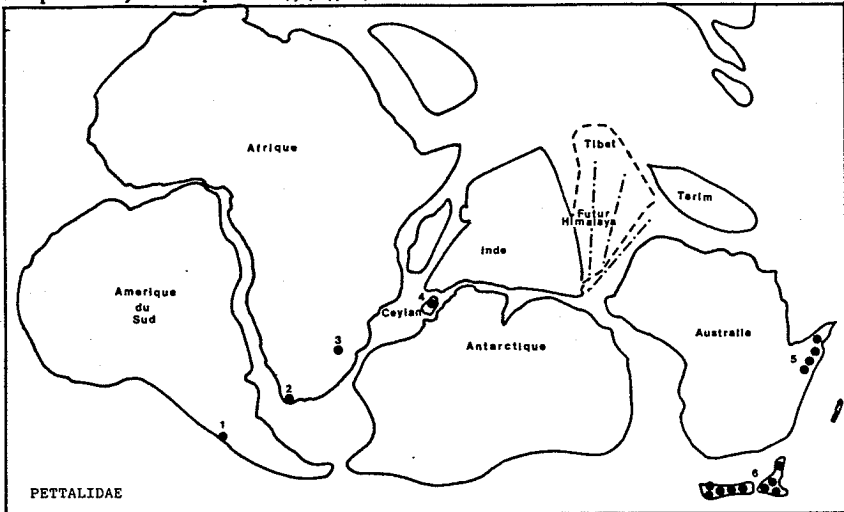 Afrique
Tibet
Terim
Futur
Himalaya
Inde
Amerique
du
Sud
4
Ceylan
Antarctique
Australie
3
5
2
1
6
PETTALIDAE